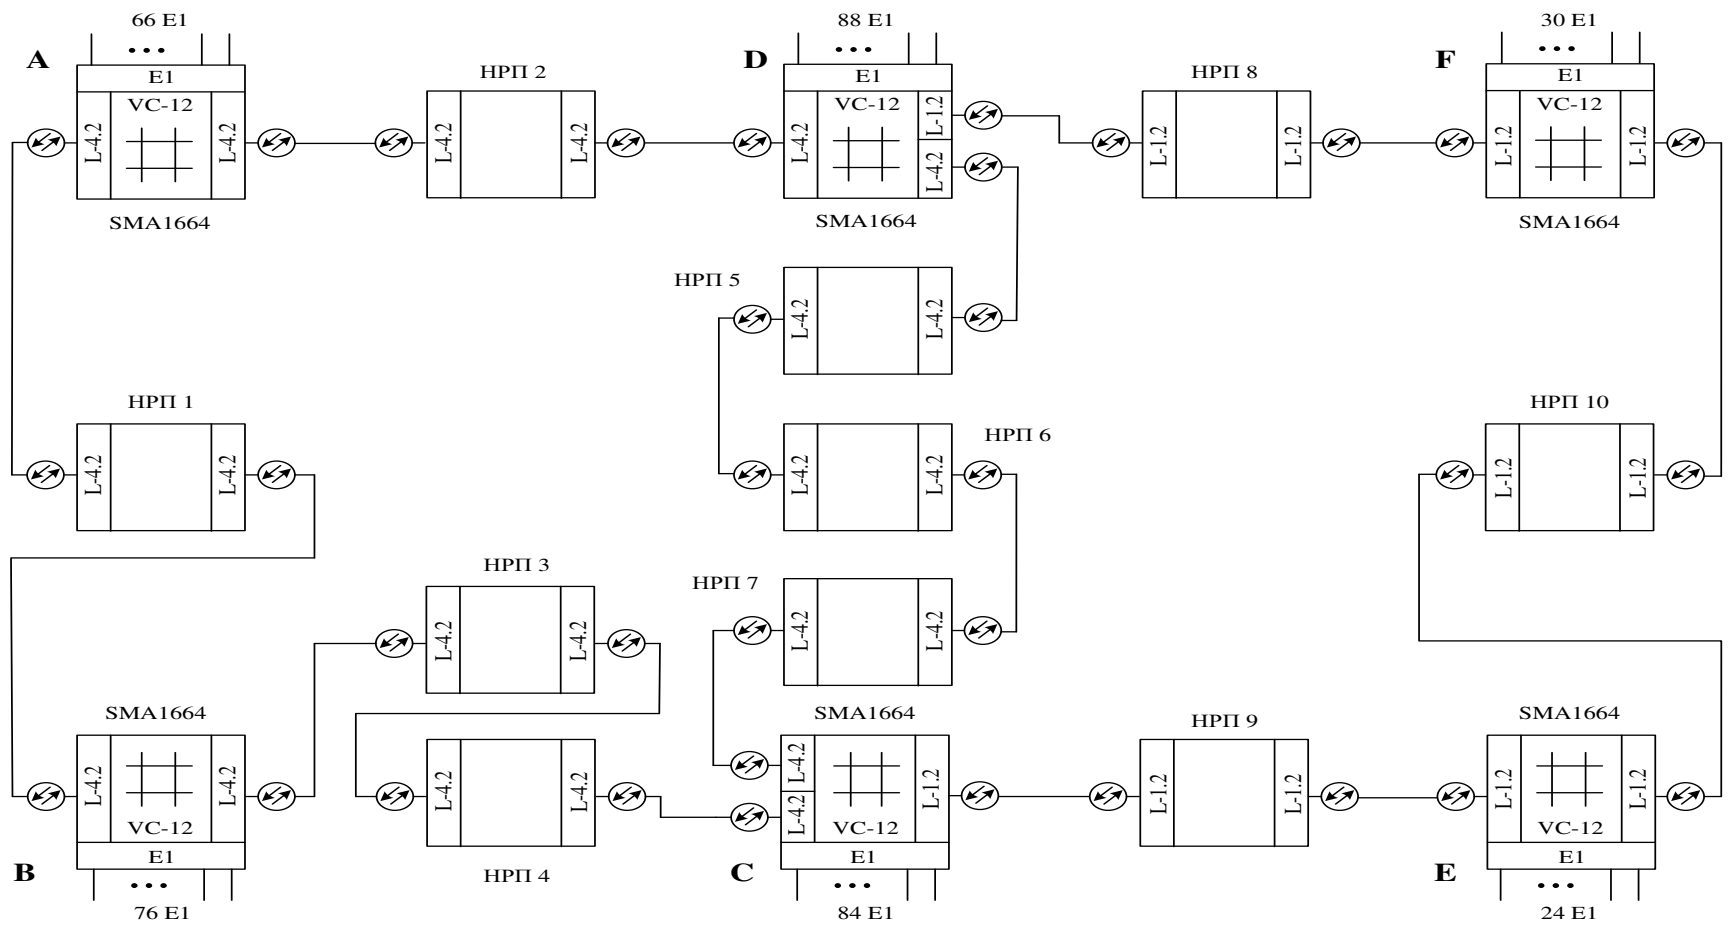 66 E1
88 E1
30 E1
A
D
F
E1
E1
E1
НРП 2
НРП 8
VC-12
VC-12
VC-12
L-4.2
L-4.2
L-4.2
L-4.2
L-4.2
L-1.2
L-4.2
L-1.2
L-1.2
L-1.2
L-1.2
SMA1664
SMA1664
SMA1664
НРП 5
L-4.2
L-4.2
НРП 1
НРП 6
НРП 10
L-4.2
L-4.2
L-4.2
L-4.2
L-1.2
L-1.2
НРП 3
НРП 7
L-4.2
L-4.2
L-4.2
L-4.2
SMA1664
SMA1664
НРП 9
SMA1664
L-4.2
L-4.2
L-4.2
L-4.2
L-4.2
L-4.2
L-1.2
L-1.2
L-1.2
L-1.2
L-1.2
VC-12
VC-12
VC-12
E1
E1
E1
B
НРП 4
C
E
76 E1
84 E1
24 E1